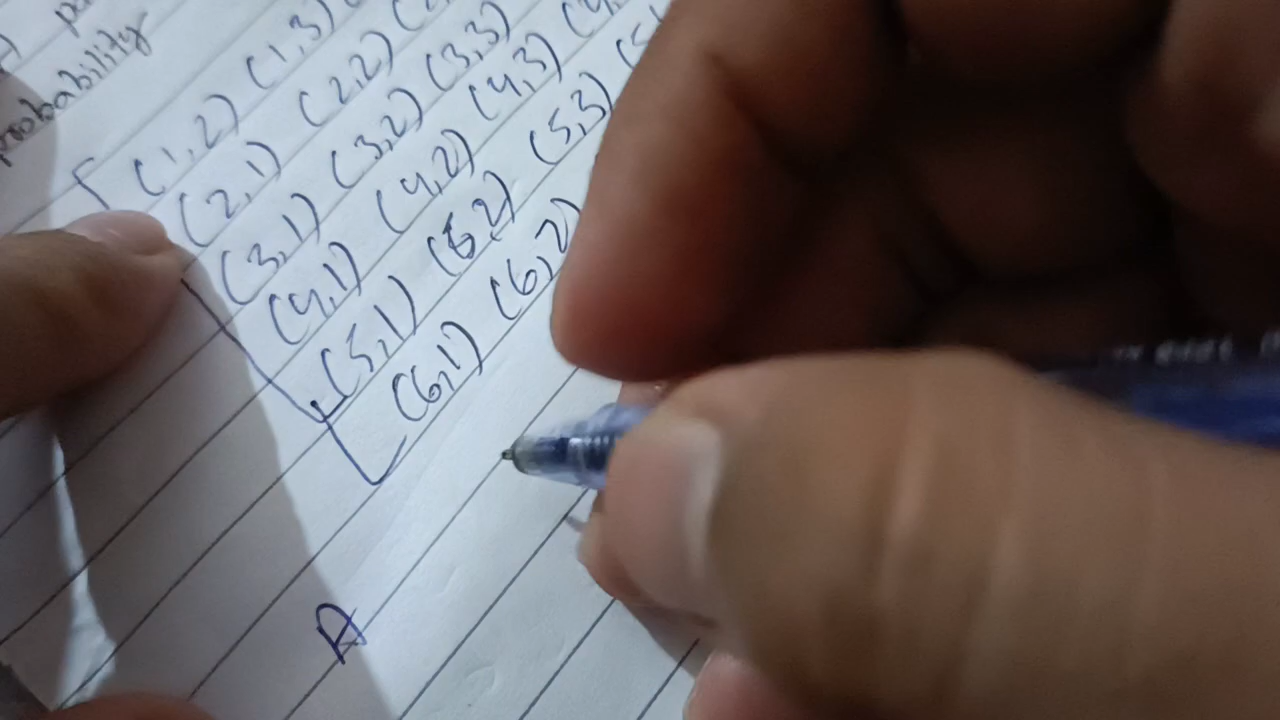 probability
(1,2) (1,3)
(2,1) (2,2)
(3,1) (3,2) (3,3)
(4,1) (4,2) (4,3)
(5,1) (5,2) (5,3)
(6,1) (6,2)
A